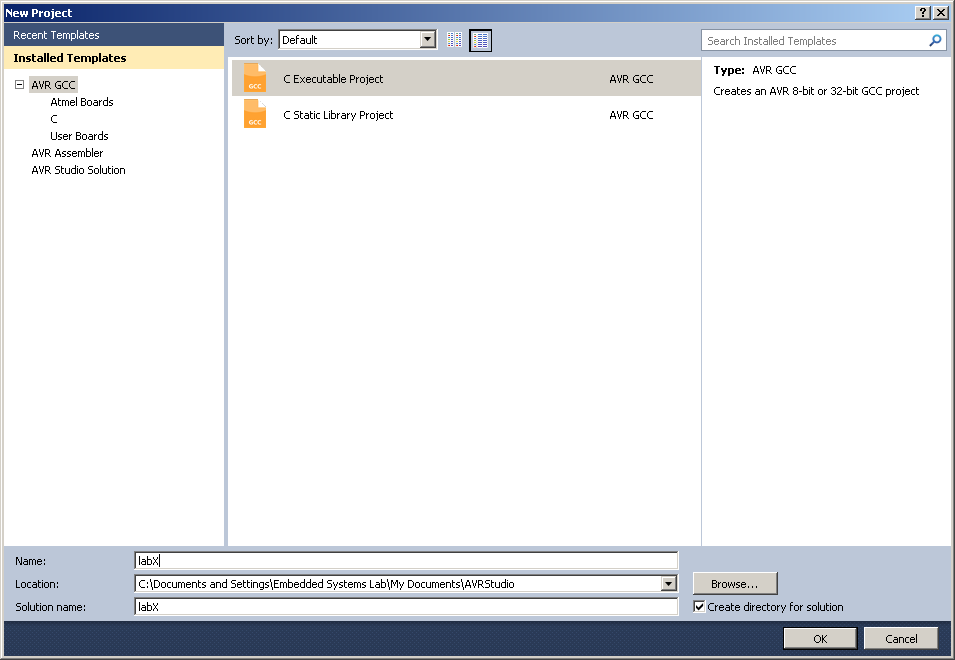 New Project
Recent Templates
Installed Templates
AVR GCC
Atmel Boards
C
User Boards
AVR Assembler
AVR Studio Solution
Sort by: Default
Search Installed Templates
GCC C Executable Project AVR GCC
GCC C Static Library Project AVR GCC
Type: AVR GCC
Creates an AVR 8-bit or 32-bit GCC project
Name: labX
Location: C:\Documents and Settings\Embedded Systems Lab\My Documents\AVRStudio Browse...
Solution name: labX Create directory for solution
OK Cancel